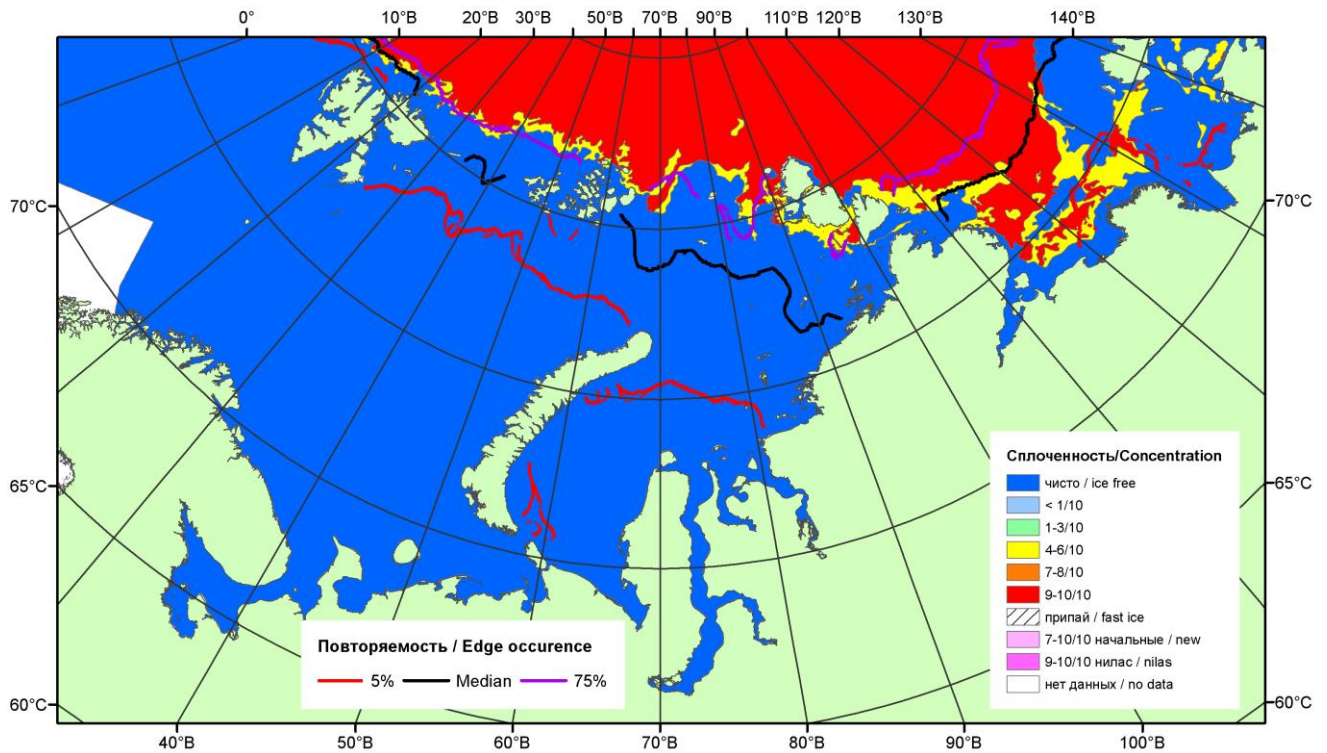 0° 10°В 20°В 30°В 50°В 70°В 90°В 110°В 120°В 130°В 140°В
70°С 70°С
65°С 65°С
60°С 60°С
40°В 50°В 60°В 70°В 80°В 90°В 100°В
Повторяемость / Edge occurence
5% Median 75%
Сплоченность/Concentration
чисто / ice free
< 1/10
1-3/10
4-6/10
7-8/10
9-10/10
припай / fast ice
7-10/10 начальные / new
9-10/10 нилас / nilas
нет данных / no data